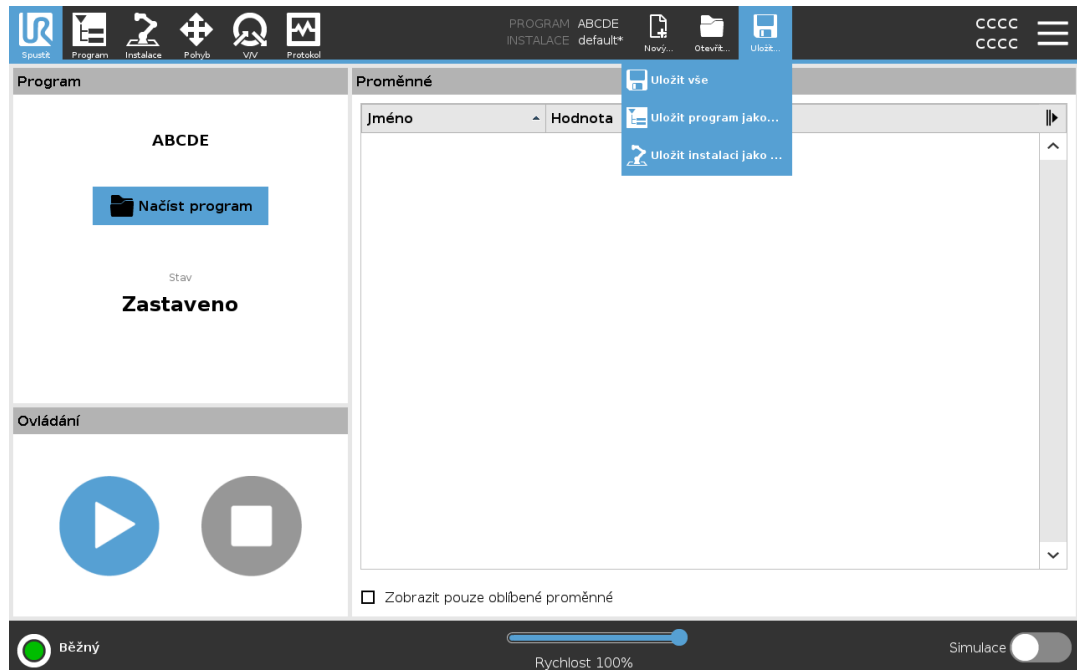 PROGRAM ABCDE
INSTALACE default*
cccc
cccc
Spustit Program Instalace Pohyb V/V Protokol
Nový... Otevřít... Uložit...
Program
Proměnné
Uložit vše
Uložit program jako...
Uložit instalaci jako ...
Jméno Hodnota
ABCDE
Načíst program
Stav
Zastaveno
Ovládání
Zobrazit pouze oblíbené proměnné
Běžný
Rychlost 100%
Simulace